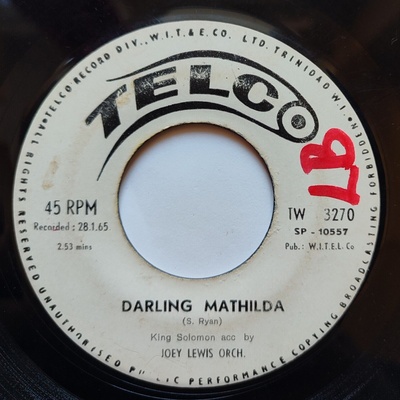 TELCO RECORD DIV., W.I.T.& E. CO. LTD. TRINIDAD W.I.
TELCO
LB
45 RPM
Recorded: 28.1.65
2.53 mins
TW 3270
SP - 10557
Pub.: W.I.TEL. Co
DARLING MATHILDA
(S. Ryan)
King Solomon acc by
JOEY LEWIS ORCH.
ALL RIGHTS RESERVED UNAUTHORISED PERFORMANCE COPYING BROADCASTING FORBIDDEN